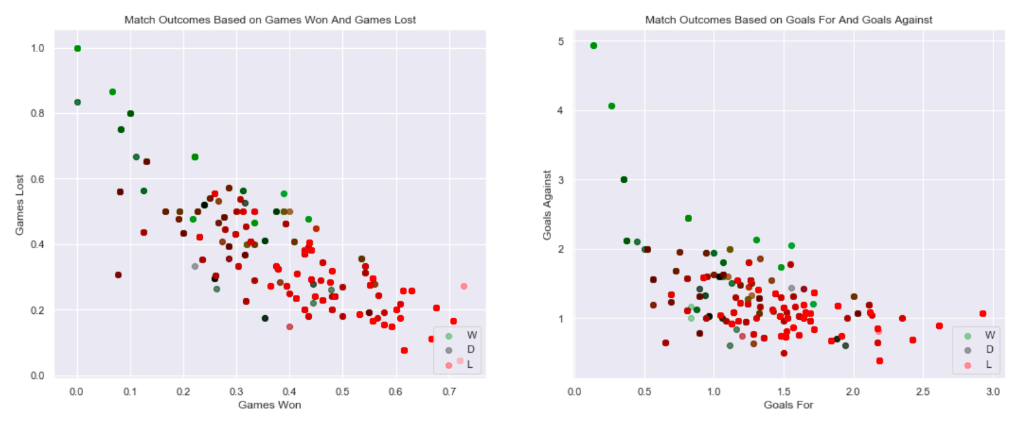 Match Outcomes Based on Games Won And Games Lost
1.0
0.8
0.6
0.4
0.2
0.0
Games Lost
0.0 0.1 0.2 0.3 0.4 0.5 0.6 0.7
Games Won
W
D
L
Match Outcomes Based on Goals For And Goals Against
5
4
3
2
1
Goals Against
0.0 0.5 1.0 1.5 2.0 2.5 3.0
Goals For
W
D
L